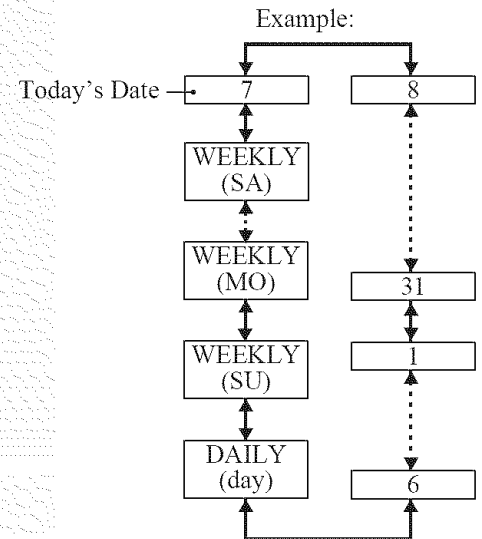 Example:
Today's Date
7
8
WEEKLY
(SA)
WEEKLY
(MO)
31
WEEKLY
(SU)
1
DAILY
(day)
6